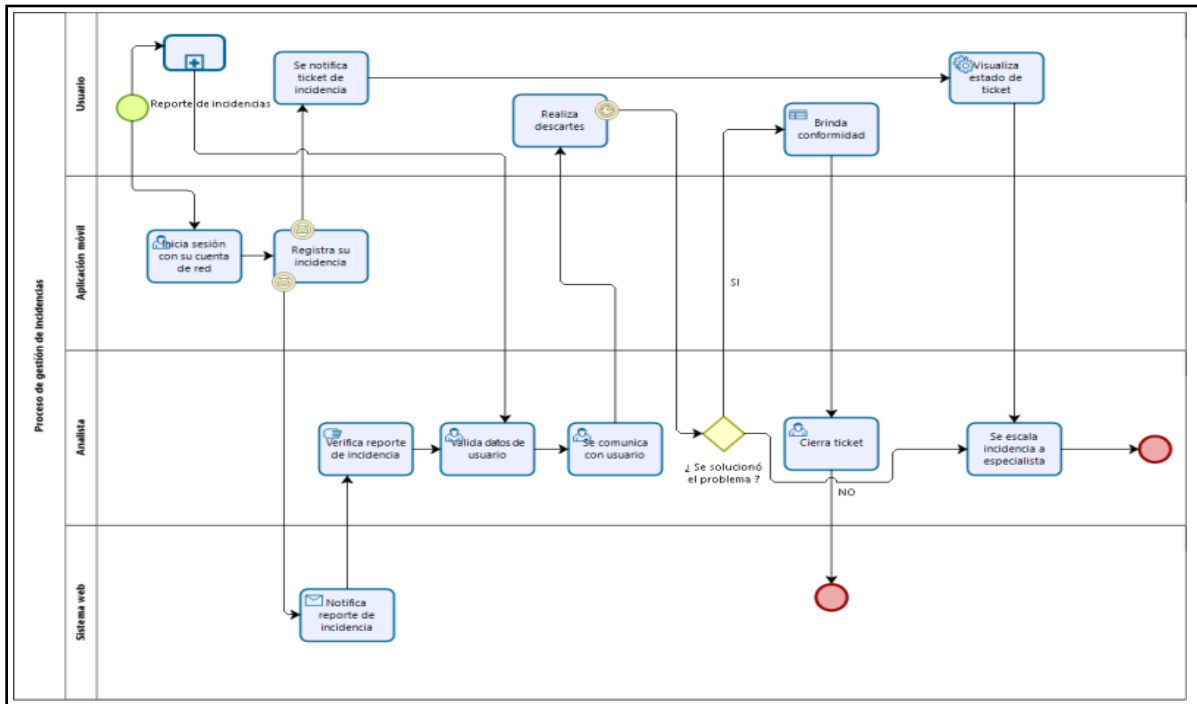 Proceso de gestión de incidencias
Usuario
Reporte de incidencias
Se notifica
ticket de
incidencia
Realiza
descartes
Brinda
conformidad
Visualiza
estado de
ticket
Aplicación móvil
Inicia sesión
con su cuenta
de red
Registra su
incidencia
SI
Analista
Verifica reporte
de incidencia
Valida datos de
usuario
Se comunica
con usuario
¿ Se solucionó
el problema ?
Cierra ticket
NO
Se escala
incidencia a
especialista
Sistema web
Notifica
reporte de
incidencia